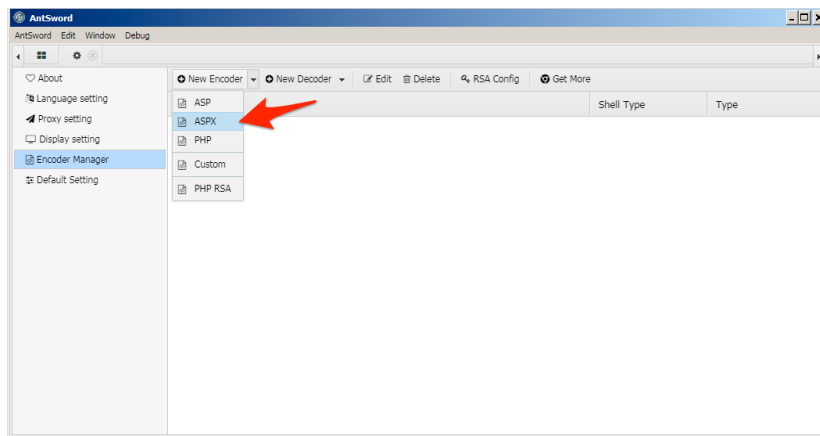 AntSword
AntSword Edit Window Debug
About
Language setting
Proxy setting
Display setting
Encoder Manager
Default Setting
New Encoder New Decoder Edit Delete RSA Config Get More
Shell Type Type
ASP
ASPX
PHP
Custom
PHP RSA